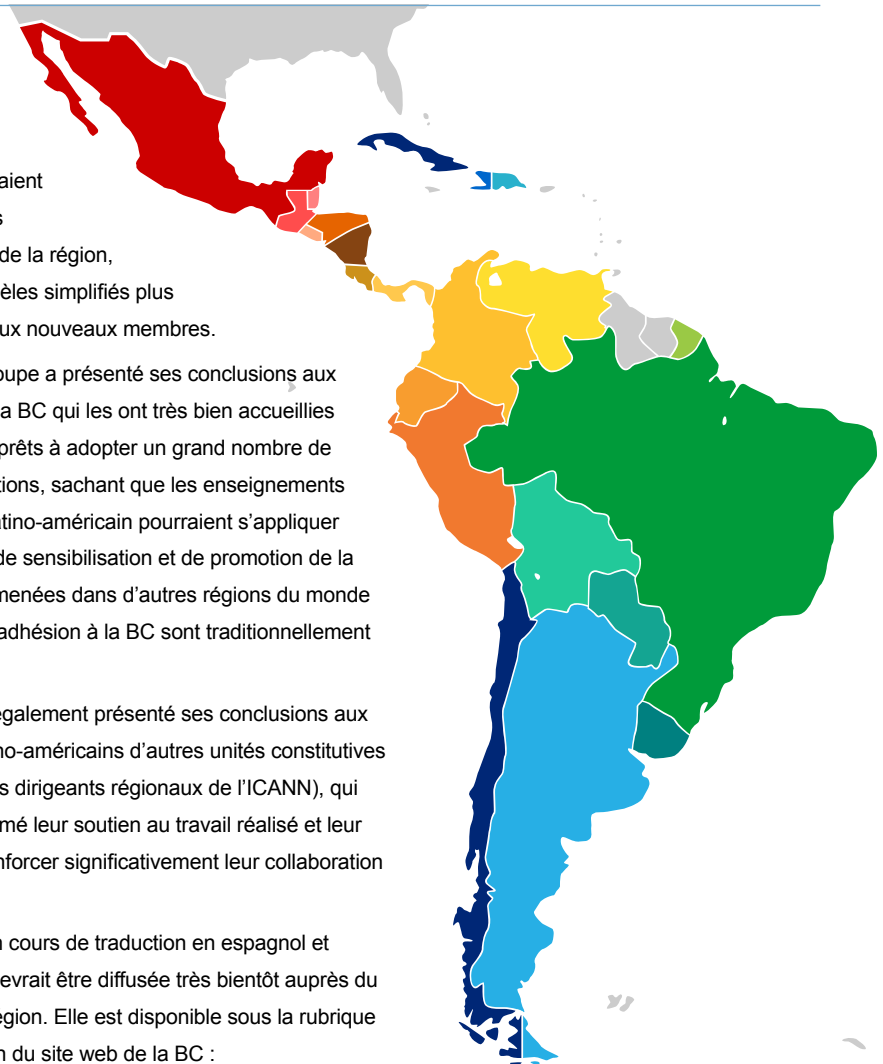 aient
s
de la région,
èles simplifiés plus
ux nouveaux membres.
oupe a présenté ses conclusions aux
a BC qui les ont très bien accueillies
prêts à adopter un grand nombre de
tions, sachant que les enseignements
atino-américain pourraient s’appliquer
de sensibilisation et de promotion de la
menées dans d’autres régions du monde
adhésion à la BC sont traditionnellement
également présenté ses conclusions aux
no-américains d’autres unités constitutives
s dirigeants régionaux de l’ICANN), qui
mé leur soutien au travail réalisé et leur
nforcer significativement leur collaboration
n cours de traduction en espagnol et
evrait être diffusée très bientôt auprès du
égion. Elle est disponible sous la rubrique
n du site web de la BC :